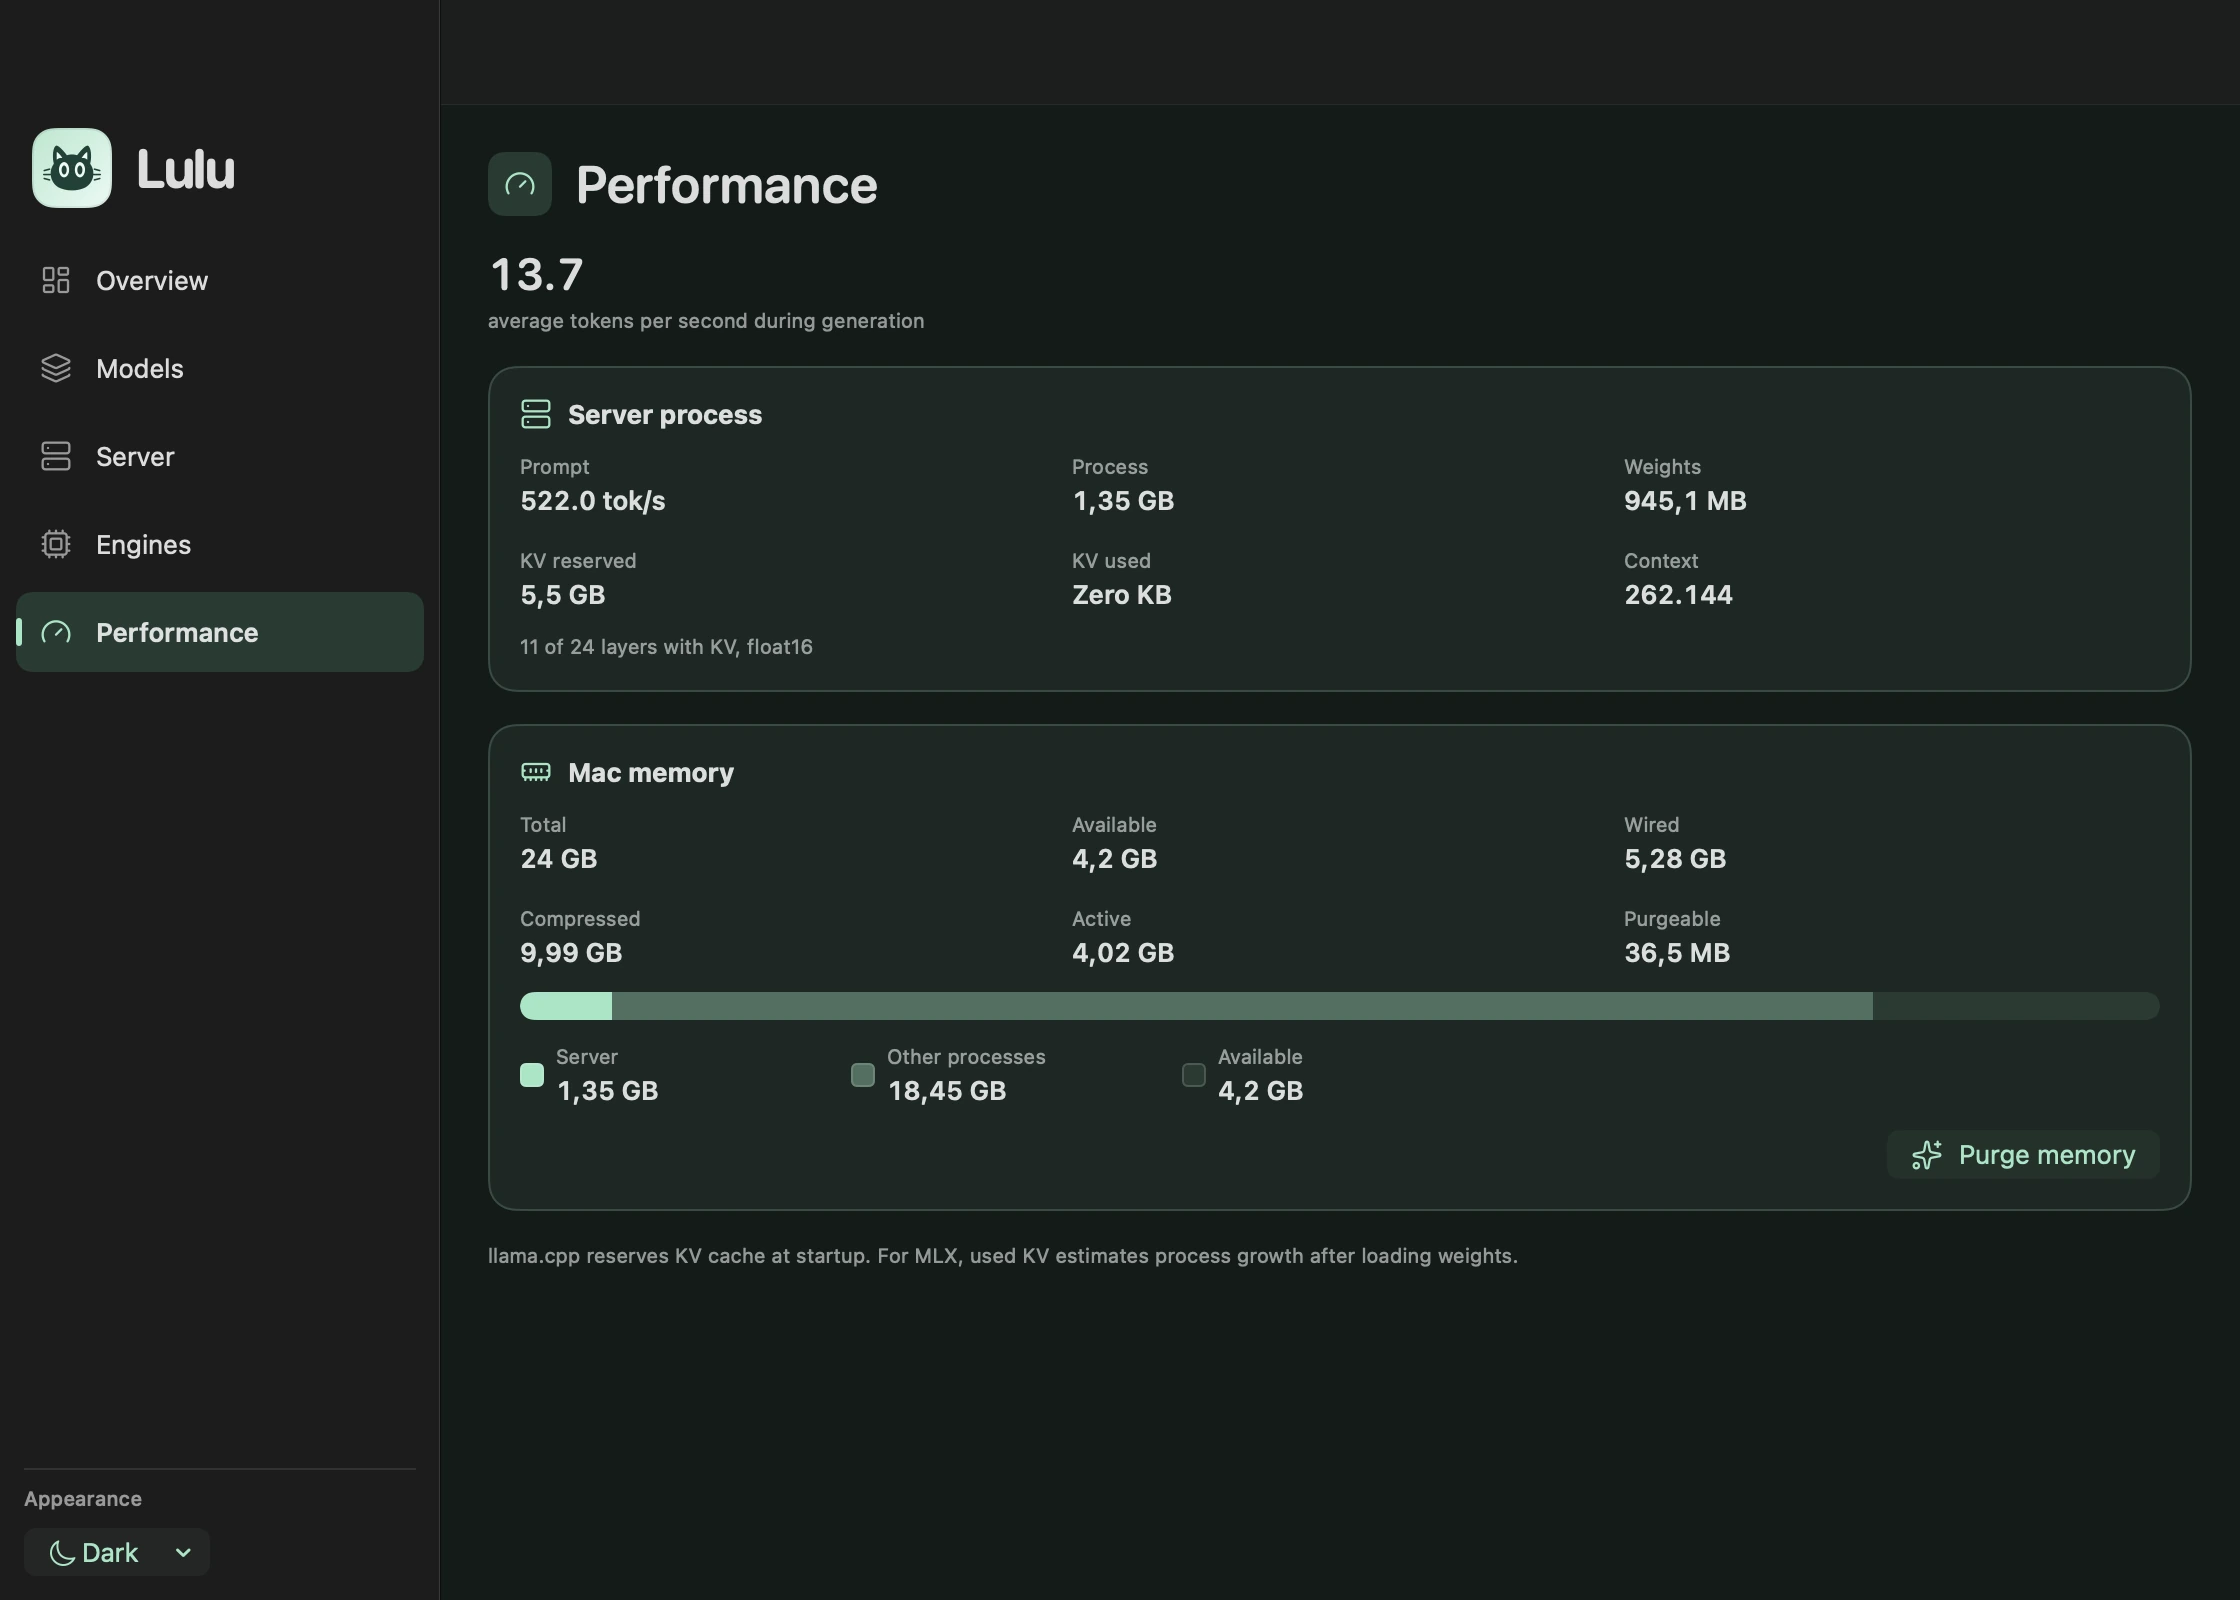 Lulu
Overview
Models
Server
Engines
Performance
Appearance
Dark
Performance
13.7
average tokens per second during generation
Server process
Prompt Process Weights
522.0 tok/s 1,35 GB 945,1 MB
KV reserved KV used Context
5,5 GB Zero KB 262.144
11 of 24 layers with KV, float16
Mac memory
Total Available Wired
24 GB 4,2 GB 5,28 GB
Compressed Active Purgeable
9,99 GB 4,02 GB 36,5 MB
Server Other processes Available
1,35 GB 18,45 GB 4,2 GB
Purge memory
llama.cpp reserves KV cache at startup. For MLX, used KV estimates process growth after loading weights.